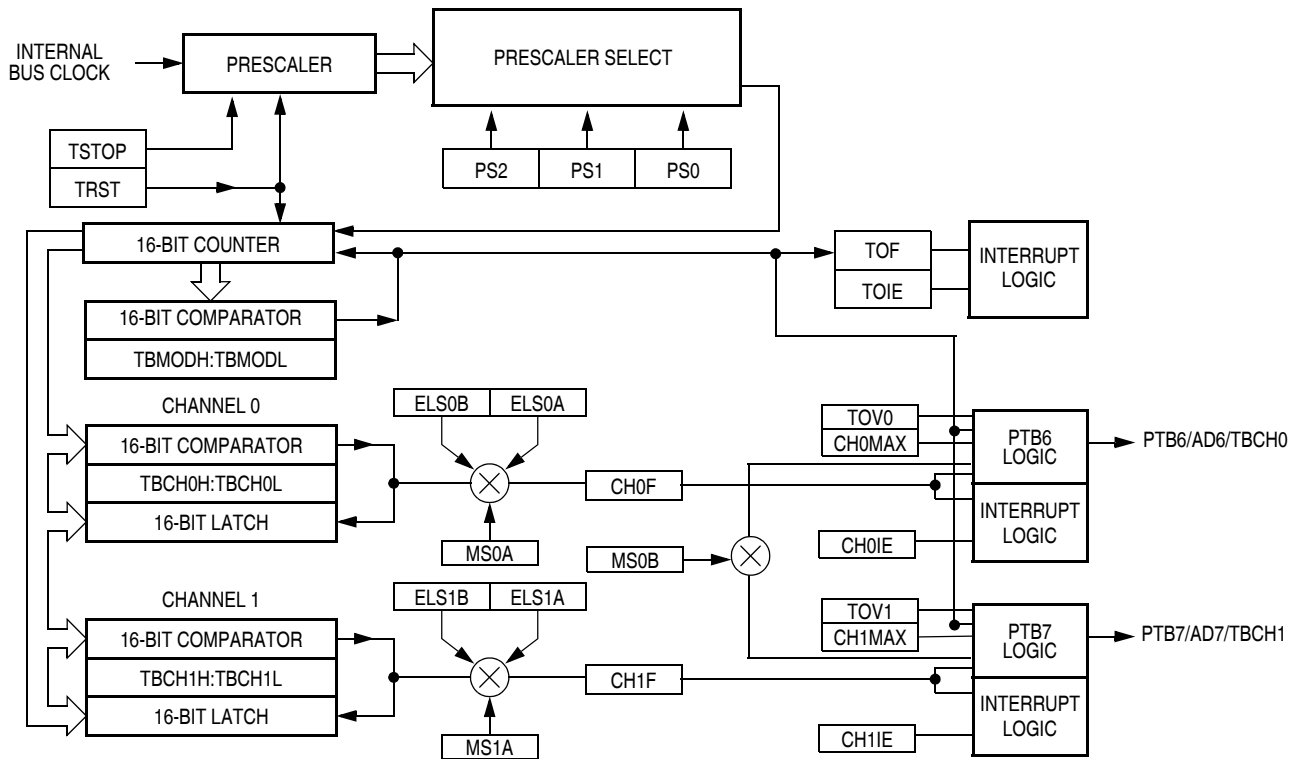 INTERNAL
BUS CLOCK
PRESCALER
PRESCALER SELECT
TSTOP
TRST
PS2
PS1
PS0
16-BIT COUNTER
TOF
TOIE
INTERRUPT
LOGIC
16-BIT COMPARATOR
TBMODH:TBMODL
CHANNEL 0
16-BIT COMPARATOR
TBCH0H:TBCH0L
16-BIT LATCH
ELS0B
ELS0A
MS0A
CH0F
TOV0
CH0MAX
PTB6
LOGIC
PTB6/AD6/TBCH0
INTERRUPT
LOGIC
CH0IE
MS0B
CHANNEL 1
16-BIT COMPARATOR
TBCH1H:TBCH1L
16-BIT LATCH
ELS1B
ELS1A
MS1A
CH1F
TOV1
CH1MAX
PTB7
LOGIC
PTB7/AD7/TBCH1
INTERRUPT
LOGIC
CH1IE